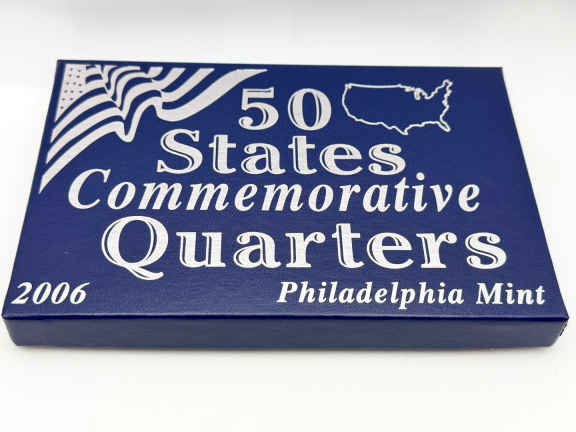 50
States
Commemorative
Quarters
2006 Philadelphia Mint